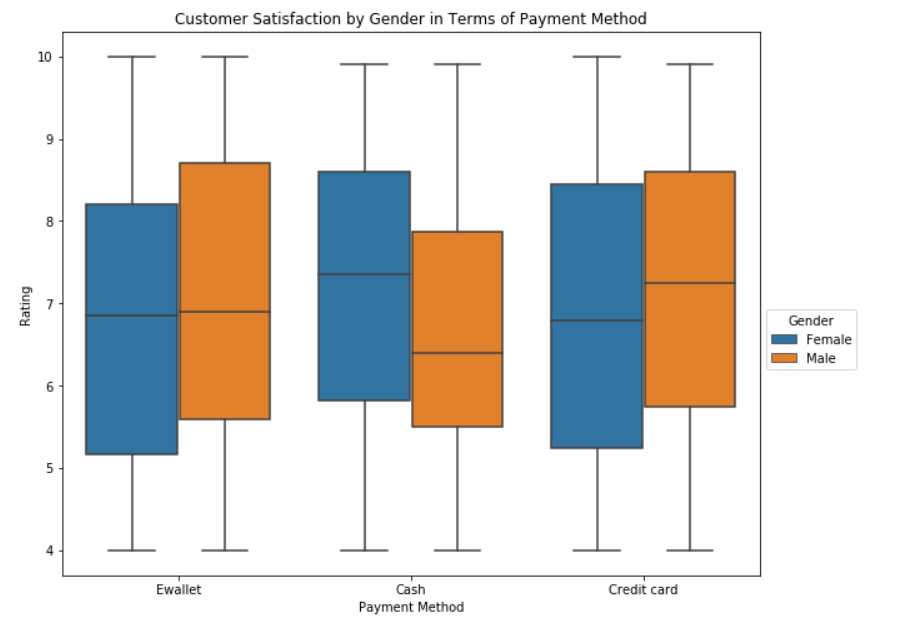 Customer Satisfaction by Gender in Terms of Payment Method
10
9
8
7
6
5
4
Rating
Ewallet
Cash
Credit card
Payment Method
Gender
Female
Male